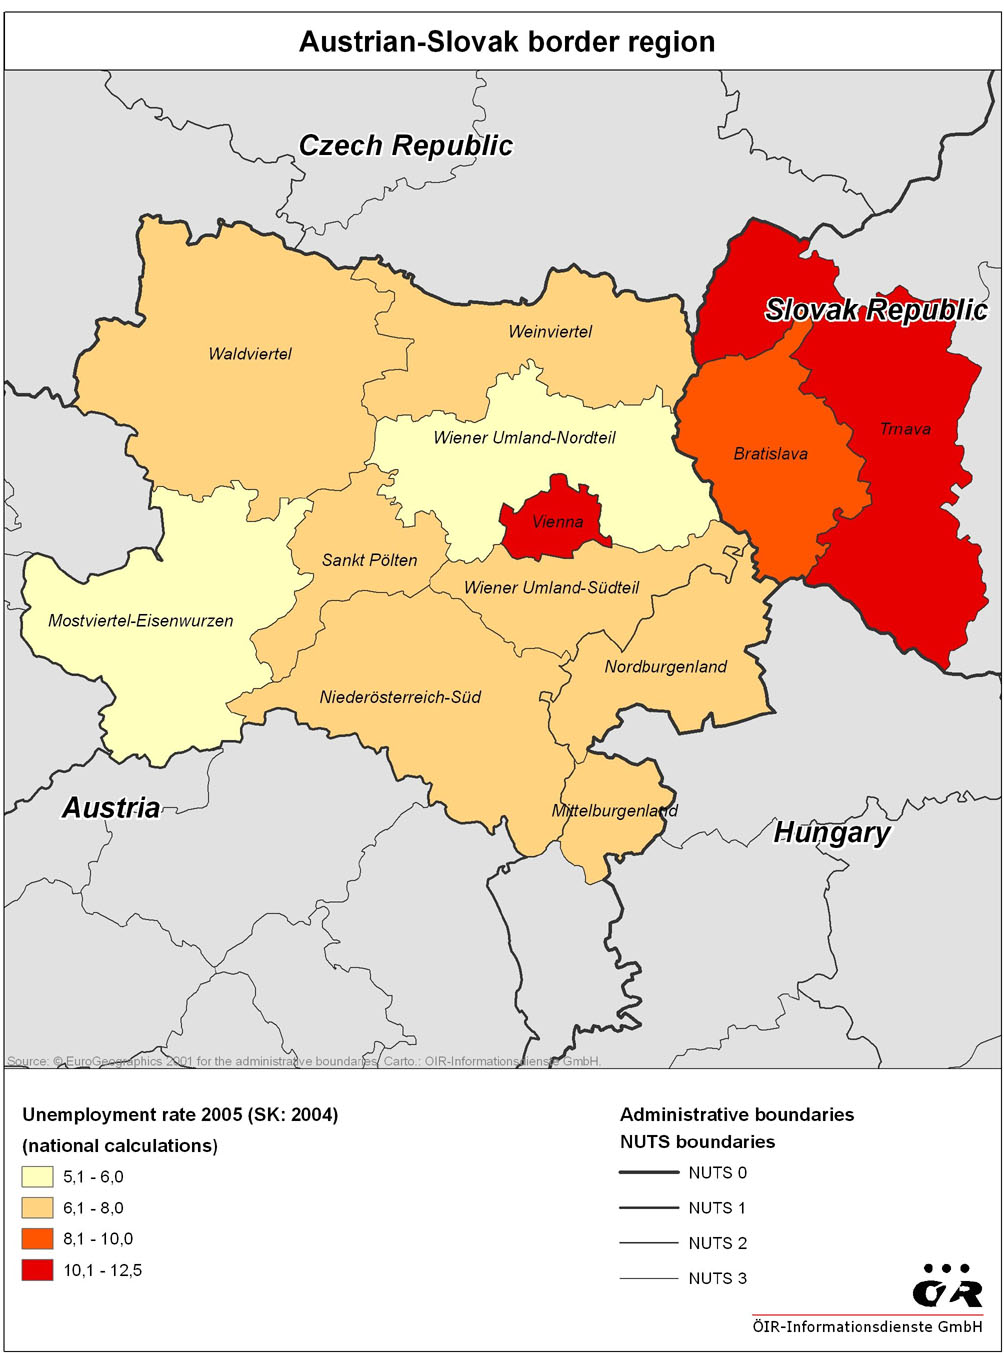 Austrian-Slovak border region
Czech Republic
Slovak Republic
Weinviertel
Waldviertel
Trnava
Wiener Umland-Nordteil
Bratislava
Vienna
Sankt Pölten
Wiener Umland-Südteil
Mostviertel-Eisenwurzen
Nordburgenland
Niederösterreich-Süd
Austria
Mittelburgenland
Hungary
Source: © EuroGeographics 2001 for the administrative boundaries, Carto.: OIR-Informationsdienste GmbH.
Unemployment rate 2005 (SK: 2004)
(national calculations)
5,1 - 6,0
6,1 - 8,0
8,1 - 10,0
10,1 - 12,5
Administrative boundaries
NUTS boundaries
NUTS 0
NUTS 1
NUTS 2
NUTS 3
ÖIR
ÖIR-Informationsdienste GmbH